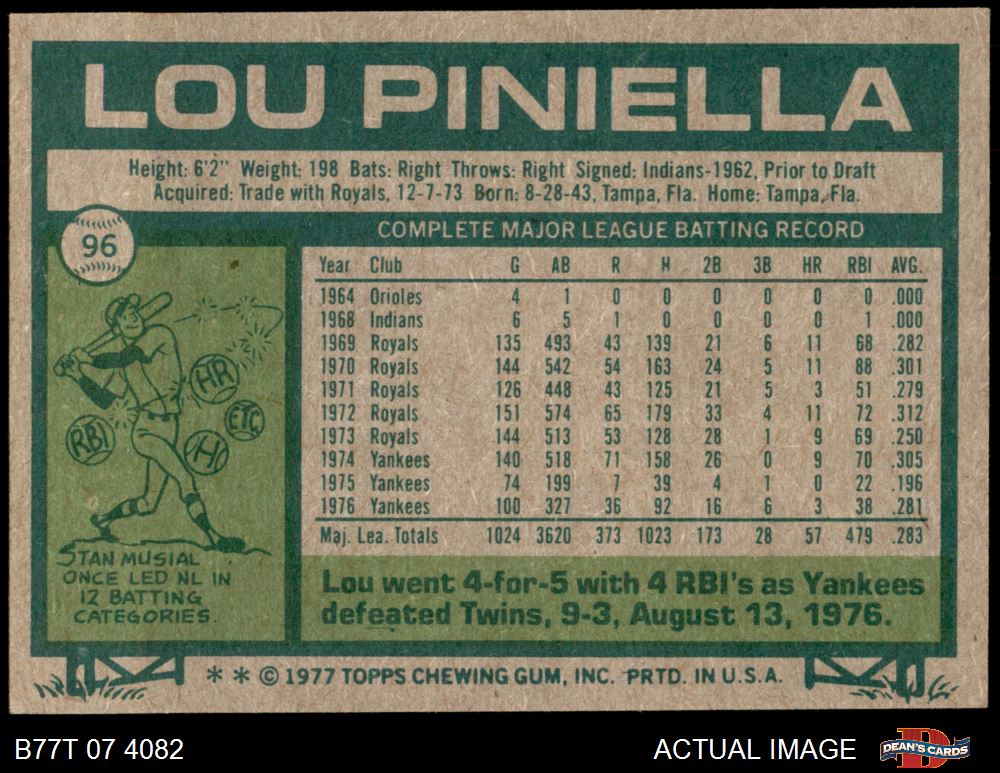 LOU PINIELLA
Height: 6'2" Weight: 198 Bats: Right Throws: Right Signed: Indians-1962, Prior to Draft
Acquired: Trade with Royals, 12-7-73 Born: 8-28-43, Tampa, Fla. Home: Tampa, Fla.
96
COMPLETE MAJOR LEAGUE BATTING RECORD
Year Club G AB R H 2B 3B HR RBI AVG.
1964 Orioles 4 1 0 0 0 0 0 0 .000
1968 Indians 6 5 1 0 0 0 0 1 .000
1969 Royals 135 493 43 139 21 6 11 68 .282
1970 Royals 144 542 54 163 24 5 11 88 .301
1971 Royals 126 448 43 125 21 5 3 51 .279
1972 Royals 151 574 65 179 33 4 11 72 .312
1973 Royals 144 513 53 128 28 1 9 69 .250
1974 Yankees 140 518 71 158 26 0 9 70 .305
1975 Yankees 74 199 7 39 4 1 0 22 .196
1976 Yankees 100 327 36 92 16 6 3 38 .281
Maj. Lea. Totals 1024 3620 373 1023 173 28 57 479 .283
HR
ETC
RBI
H
STAN MUSIAL
ONCE LED NL IN
12 BATTING
CATEGORIES.
Lou went 4-for-5 with 4 RBI's as Yankees
defeated Twins, 9-3, August 13, 1976.
* * © 1977 TOPPS CHEWING GUM, INC. PRTD. IN U.S.A.
B77T 07 4082
ACTUAL IMAGE
B
DEAN'S CARDS